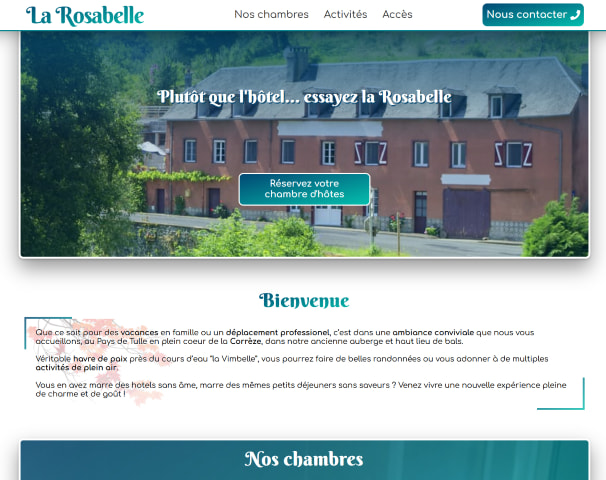 La Rosabelle
Nos chambres Activités Accès
Nous contacter
Plutôt que l'hôtel... essayez la Rosabelle
Réservez votre
chambre d'hôtes
Bienvenue
Que ce soit pour des vacances en famille ou un déplacement professionel, c'est dans une ambiance conviviale que nous vous
accueillons, au Pays de Tulle en plein coeur de la Corrèze, dans notre ancienne auberge et haut lieu de bals.
Véritable havre de paix près du cours d'eau "la Vimbelle", vous pourrez faire de belles randonnées ou vous adonner à de multiples
activités de plein air.
Vous en avez marre des hotels sans âme, marre des mêmes petits déjeuners sans saveurs ? Venez vivre une nouvelle expérience pleine
de charme et de goût !
Nos chambres